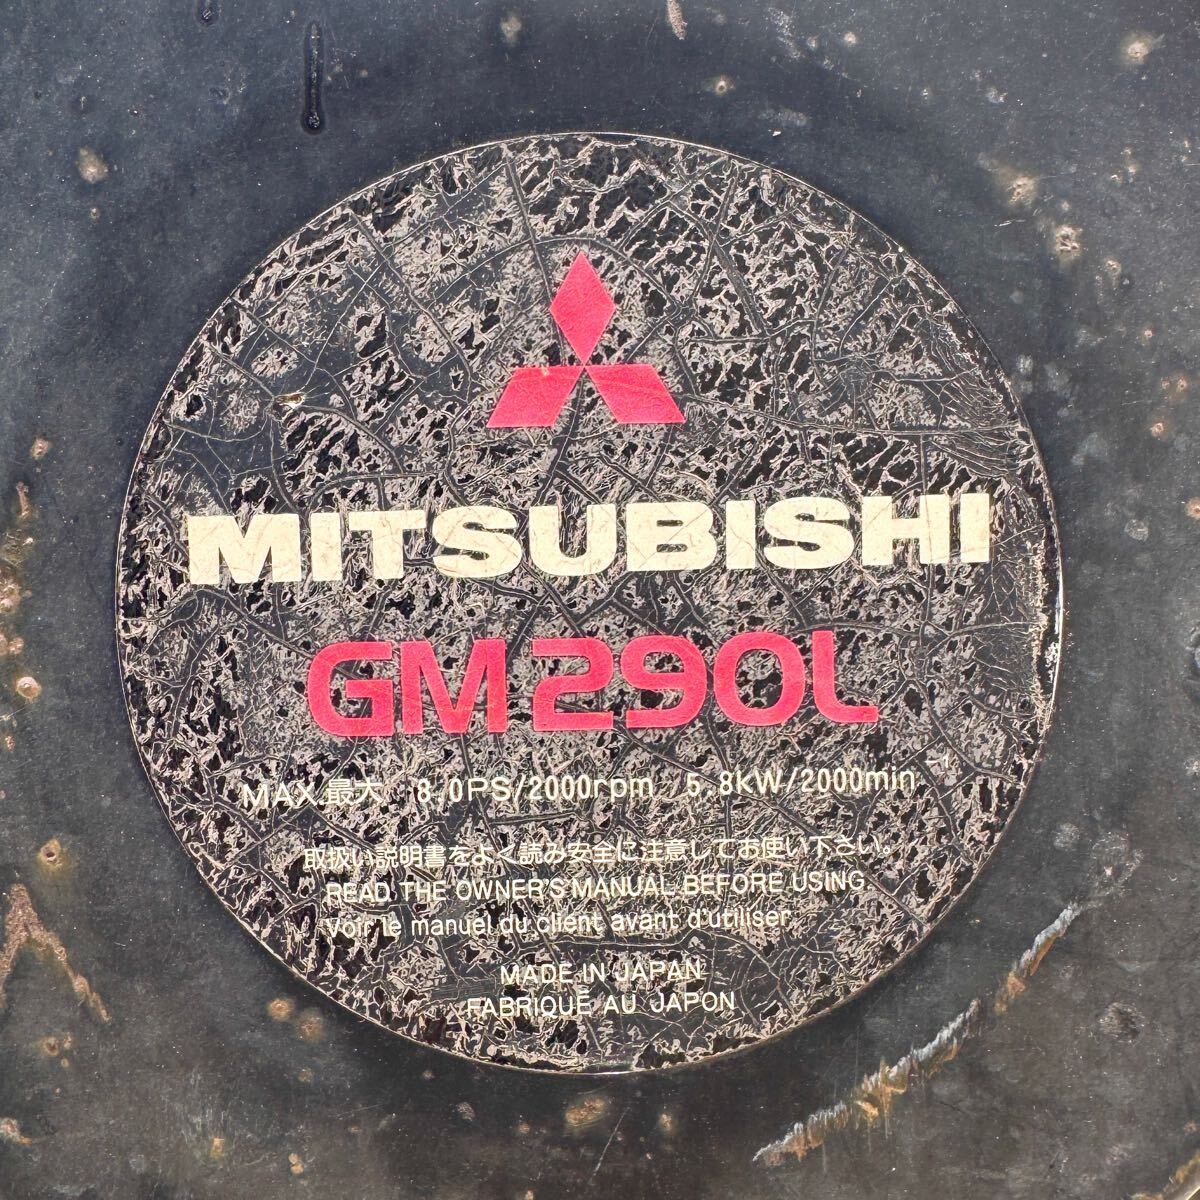 MITSUBISHI
GM290L
MAX.最大 8.0PS/2000rpm 5.8KW/2000min⁻¹
取扱い説明書をよく読み安全に注意してお使い下さい。
READ THE OWNER'S MANUAL BEFORE USING
Voir le manuel du client avant d'utiliser
MADE IN JAPAN
FABRIQUÉ AU JAPON